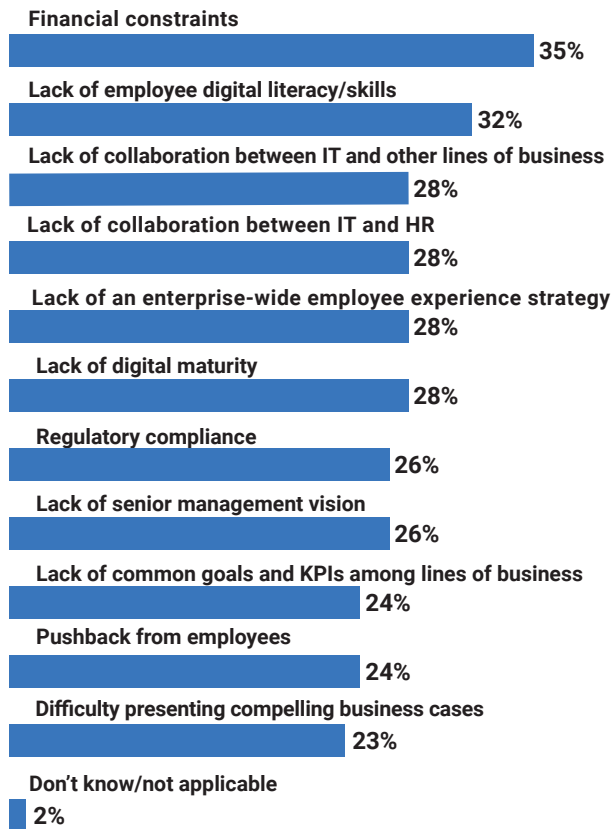 Financial constraints
35%
Lack of employee digital literacy/skills
32%
Lack of collaboration between IT and other lines of business
28%
Lack of collaboration between IT and HR
28%
Lack of an enterprise-wide employee experience strategy
28%
Lack of digital maturity
28%
Regulatory compliance
26%
Lack of senior management vision
26%
Lack of common goals and KPIs among lines of business
24%
Pushback from employees
24%
Difficulty presenting compelling business cases
23%
Don’t know/not applicable
2%